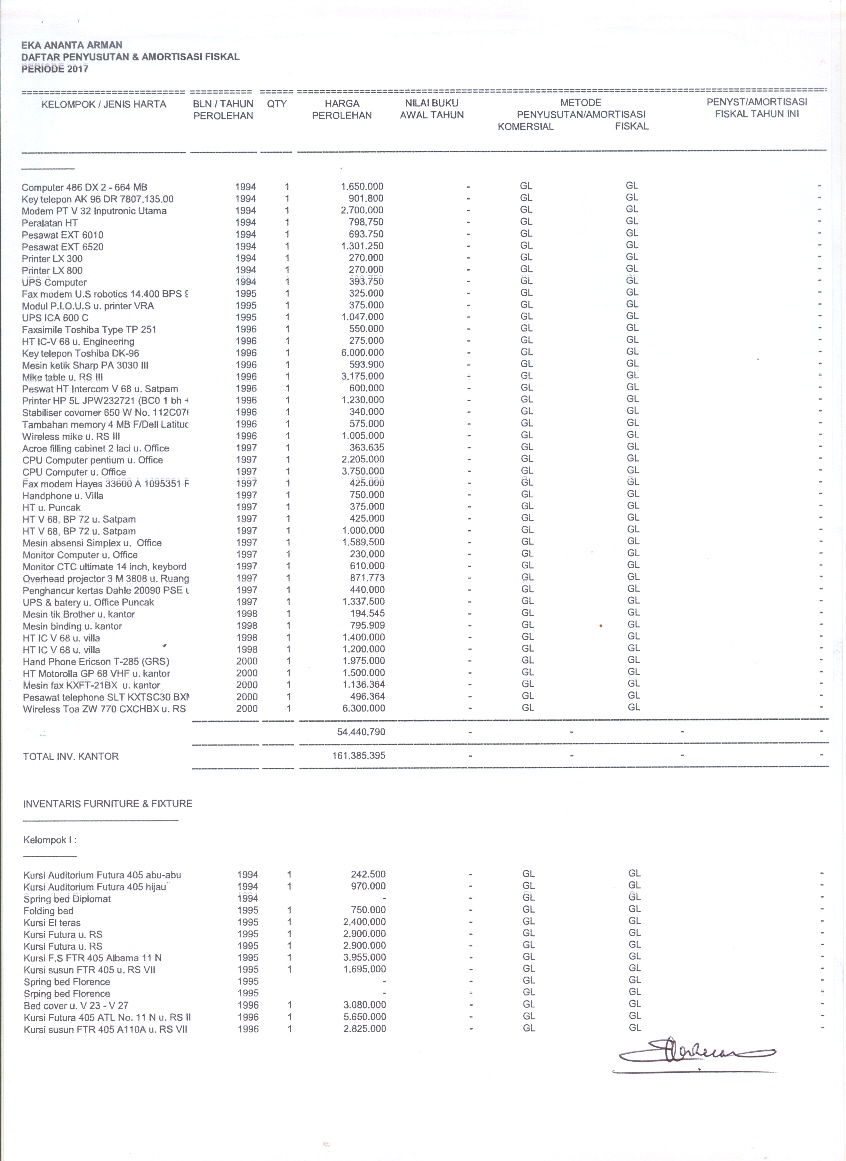 EKA ANANTA ARMAN
DAFTAR PENYUSUTAN & AMORTISASI FISKAL
PERIODE 2017
KELOMPOK / JENIS HARTA BLN / TAHUN QTY HARGA NILAI BUKU METODE PENYST/AMORTISASI
PEROLEHAN PEROLEHAN AWAL TAHUN PENYUSUTAN/AMORTISASI FISKAL TAHUN INI
KOMERSIAL FISKAL
Computer 486 DX 2 - 664 MB 1994 1 1.650.000 - GL GL -
Key telepon AK 96 DR 7807.135.00 1994 1 901.800 - GL GL -
Modem PT V 32 Inputronic Utama 1994 1 2.700.000 - GL GL -
Peralatan HT 1994 1 798.750 - GL GL -
Pesawat EXT 6010 1994 1 693.750 - GL GL -
Pesawat EXT 6520 1994 1 1.301.250 - GL GL -
Printer LX 300 1994 1 270.000 - GL GL -
Printer LX 800 1994 1 270.000 - GL GL -
UPS Computer 1994 1 393.750 - GL GL -
Fax modem U.S robotics 14.400 BPS 1995 1 325.000 - GL GL -
Modul P.I.O.U.S u. printer VRA 1995 1 375.000 - GL GL -
UPS ICA 600 C 1995 1 1.047.000 - GL GL -
Faxsimile Toshiba Type TP 251 1996 1 550.000 - GL GL -
HT IC-V 68 u. Engineering 1996 1 275.000 - GL GL -
Key telepon Toshiba DK-96 1996 1 6.000.000 - GL GL -
Mesin ketik Sharp PA 3030 III 1996 1 593.900 - GL GL -
Mike table u. RS III 1996 1 3.175.000 - GL GL -
Peswat HT Intercom V 68 u. Satpam 1996 1 600.000 - GL GL -
Printer HP 5L JPW232721 (BC0 1 bh + 1996 1 1.230.000 - GL GL -
Stabiliser covomer 650 W No. 112C07( 1996 1 340.000 - GL GL -
Tambahan memory 4 MB F/Dell Latituc 1996 1 575.000 - GL GL -
Wireless mike u. RS III 1996 1 1.005.000 - GL GL -
Acroe filling cabinet 2 laci u. Office 1997 1 363.635 - GL GL -
CPU Computer pentium u. Office 1997 1 2.205.000 - GL GL -
CPU Computer u. Office 1997 1 3.750.000 - GL GL -
Fax modem Hayes 33600 A 1095351 F 1997 1 425.000 - GL GL -
Handphone u. Villa 1997 1 750.000 - GL GL -
HT u. Puncak 1997 1 375.000 - GL GL -
HT V 68, BP 72 u. Satpam 1997 1 425.000 - GL GL -
HT V 68, BP 72 u. Satpam 1997 1 1.000.000 - GL GL -
Mesin absensi Simplex u. Office 1997 1 1.589.500 - GL GL -
Monitor Computer u. Office 1997 1 230.000 - GL GL -
Monitor CTC ultimate 14 inch, keybord 1997 1 610.000 - GL GL -
Overhead projector 3 M 3808 u. Ruang 1997 1 871.773 - GL GL -
Penghancur kertas Dahle 20090 PSE u 1997 1 440.000 - GL GL -
UPS & batery u. Office Puncak 1997 1 1.337.500 - GL GL -
Mesin tik Brother u. kantor 1998 1 194.545 - GL GL -
Mesin binding u. kantor 1998 1 795.909 - GL GL -
HT IC V 68 u. villa 1998 1 1.400.000 - GL GL -
HT IC V 68 u. villa 1998 1 1.200.000 - GL GL -
Hand Phone Ericson T-285 (GRS) 2000 1 1.975.000 - GL GL -
HT Motorolla GP 68 VHF u. kantor 2000 1 1.500.000 - GL GL -
Mesin fax KXFT-21BX u. kantor 2000 1 1.136.364 - GL GL -
Pesawat telephone SLT KXTSC30 BXM 2000 1 496.364 - GL GL -
Wireless Toa ZW 770 CXCHBX u. RS 2000 1 6.300.000 - GL GL -
54,440,790 - - - -
TOTAL INV. KANTOR 161.385.395 - - - -
INVENTARIS FURNITURE & FIXTURE
Kelompok I :
Kursi Auditorium Futura 405 abu-abu 1994 1 242.500 - GL GL -
Kursi Auditorium Futura 405 hijau 1994 1 970.000 - GL GL -
Spring bed Diplomat 1994 - - GL GL -
Folding bed 1995 1 750.000 - GL GL -
Kursi El teras 1995 1 2.400.000 - GL GL -
Kursi Futura u. RS 1995 1 2.900.000 - GL GL -
Kursi Futura u. RS 1995 1 2.900.000 - GL GL -
Kursi F.S FTR 405 Albama 11 N 1995 1 3.955.000 - GL GL -
Kursi susun FTR 405 u. RS VII 1995 1 1.695.000 - GL GL -
Spring bed Florence 1995 - - GL GL -
Srping bed Florence 1995 - - GL GL -
Bed cover u. V 23 - V 27 1996 1 3.080.000 - GL GL -
Kursi Futura 405 ATL No. 11 N u. RS II 1996 1 5.650.000 - GL GL -
Kursi susun FTR 405 A110A u. RS VII 1996 1 2.825.000 - GL GL -